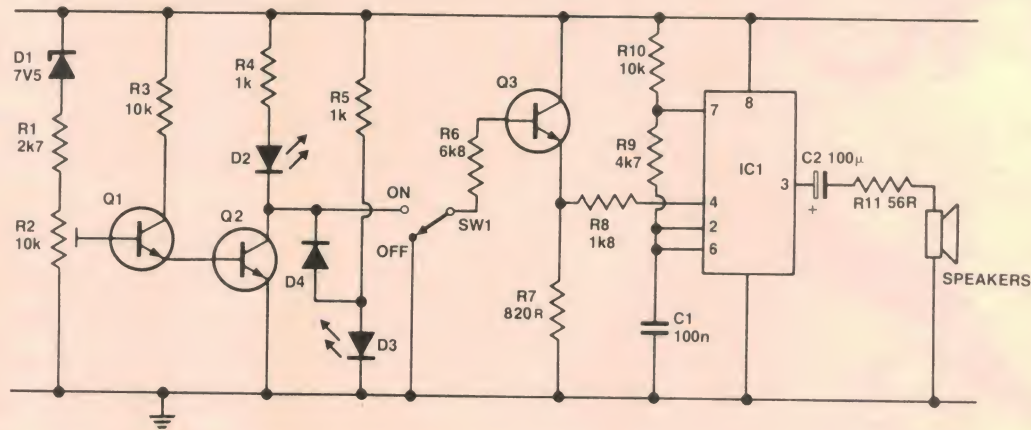 D1
7V5
R1
2k7
R2
10k
Q1
R3
10k
Q2
R4
1k
D2
R5
1k
D4
D3
ON
OFF
SW1
R6
6k8
Q3
R7
820R
R8
1k8
R10
10k
R9
4k7
C1
100n
7
8
IC1
3
4
2
6
C2 100μ
+
R11 56R
SPEAKERS